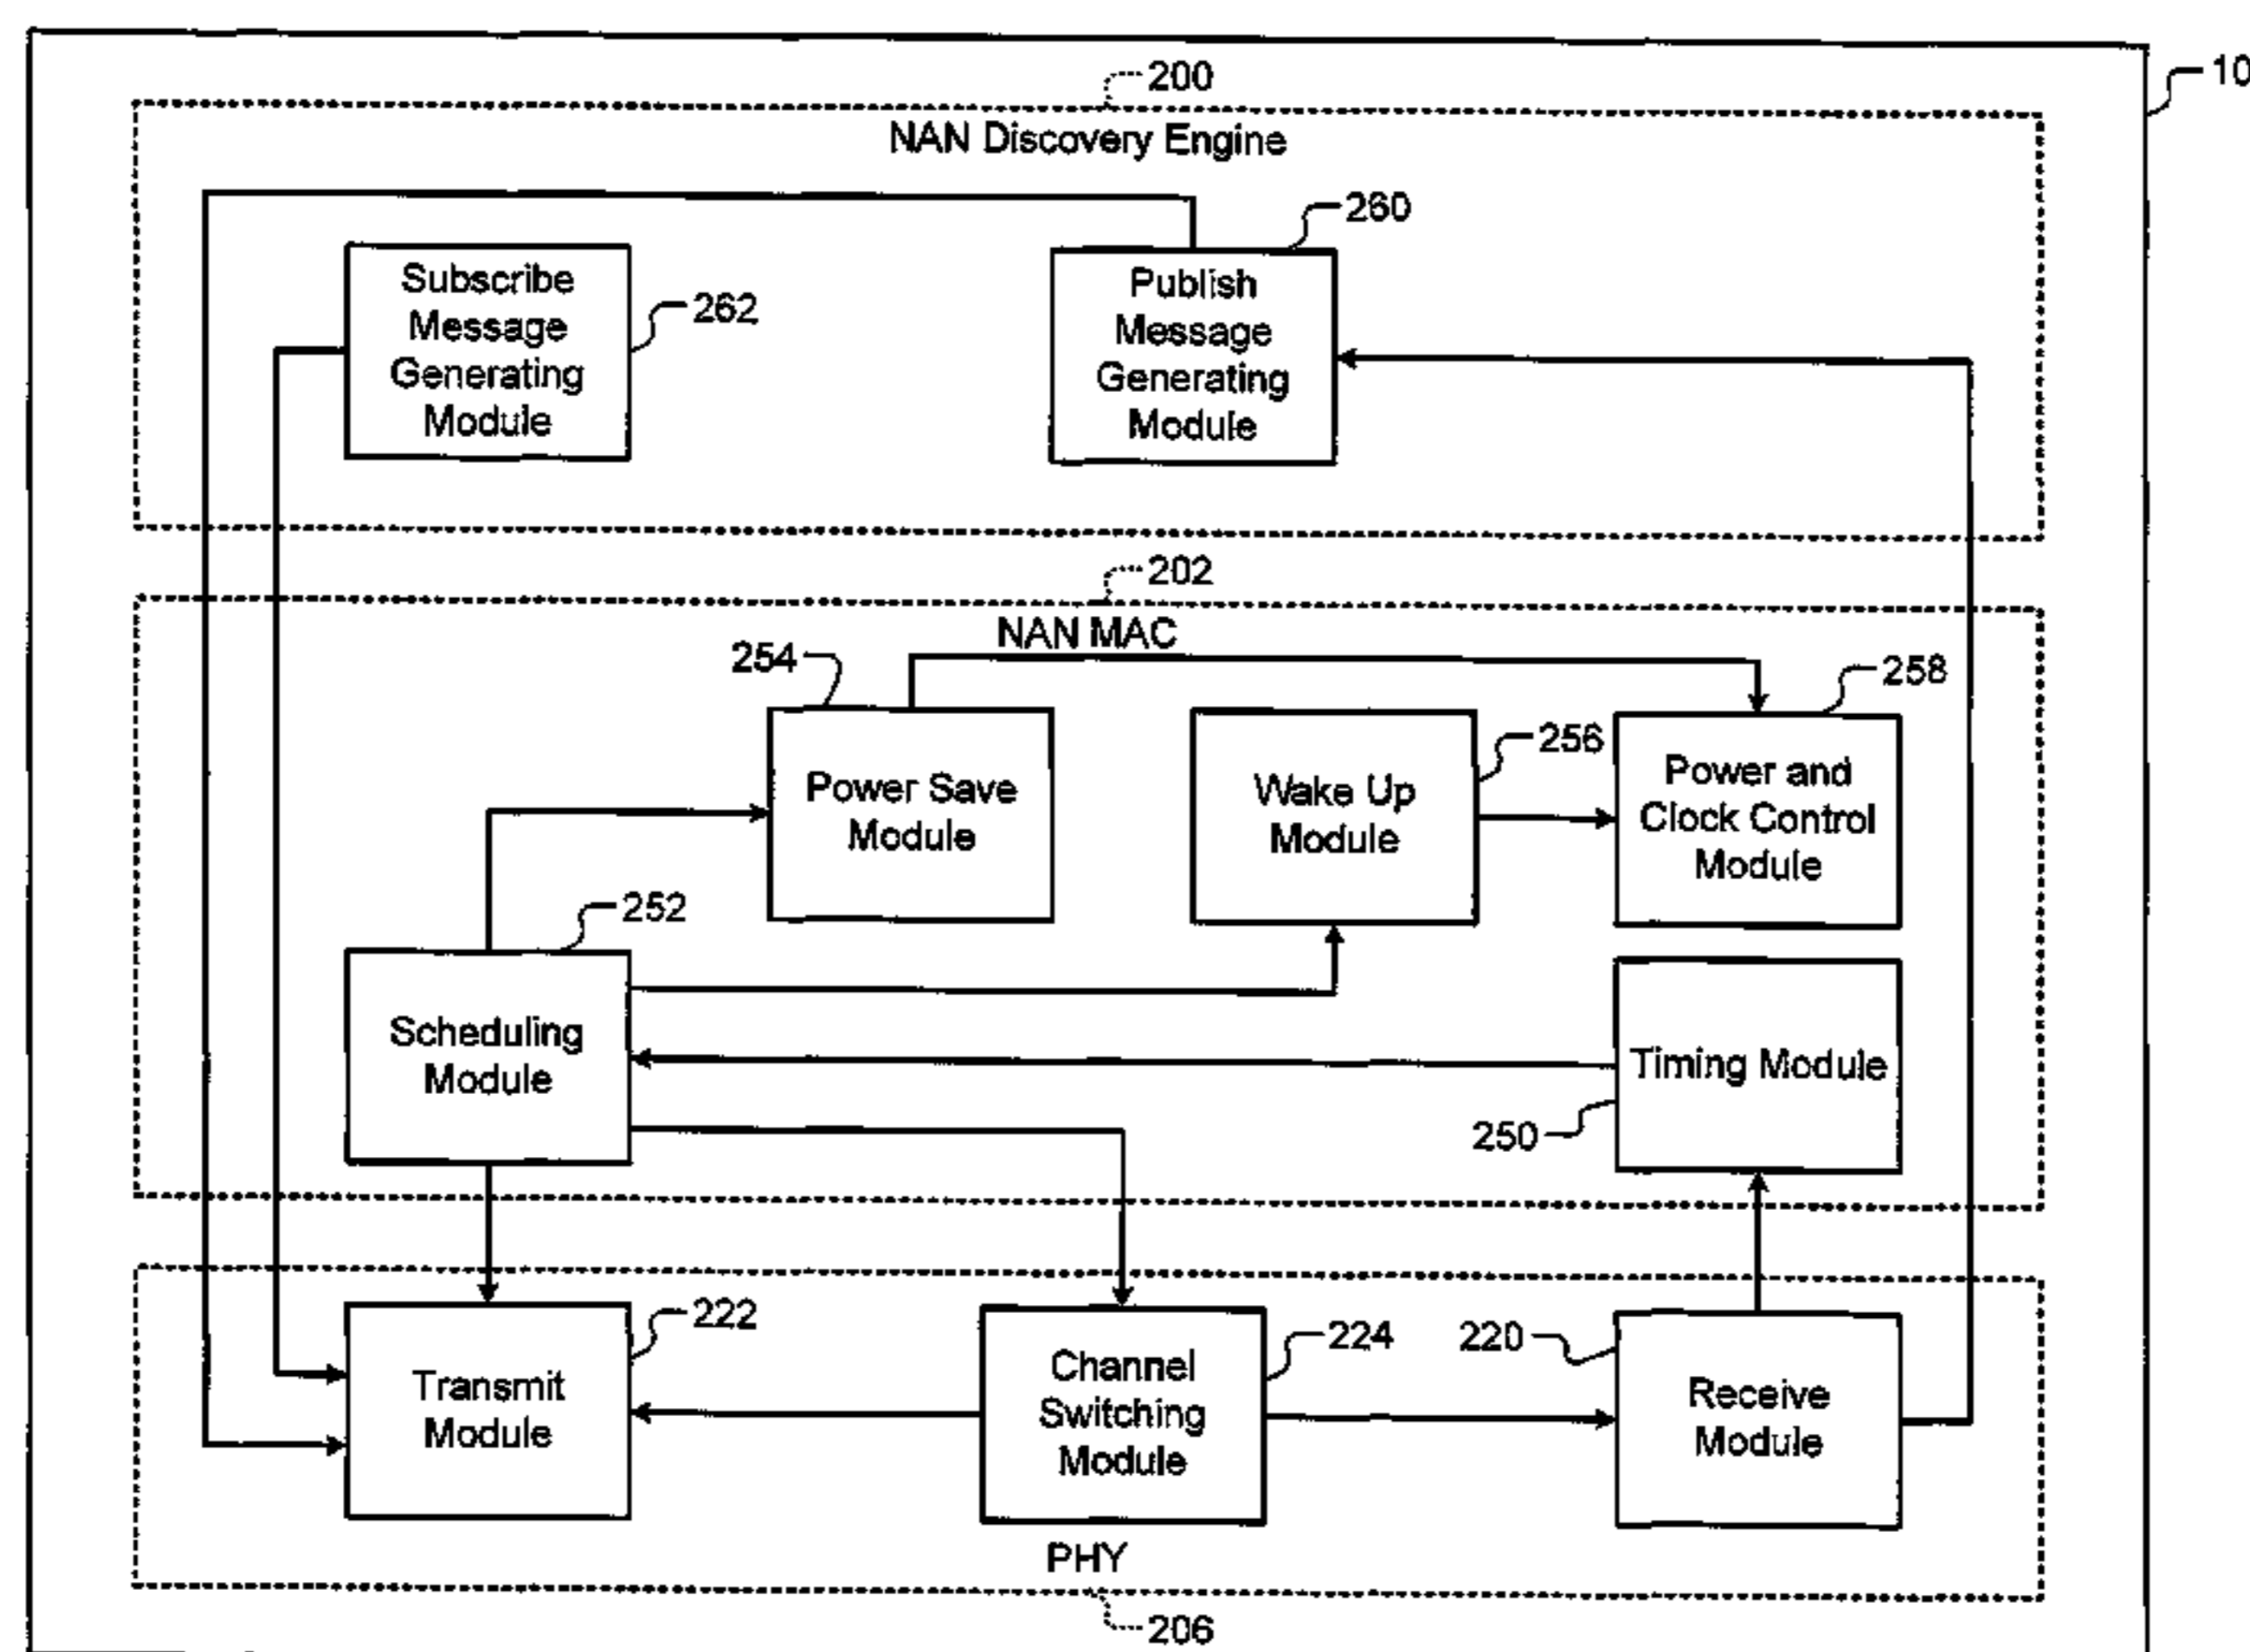 200
10
NAN Discovery Engine
260
Subscribe
Message
Generating
Module
262
Publish
Message
Generating
Module
202
NAN MAC
254
258
Power Save
Module
Wake Up
Module
256
Power and
Clock Control
Module
252
Scheduling
Module
Timing Module
250
222
224
220
Transmit
Module
Channel
Switching
Module
Receive
Module
PHY
206